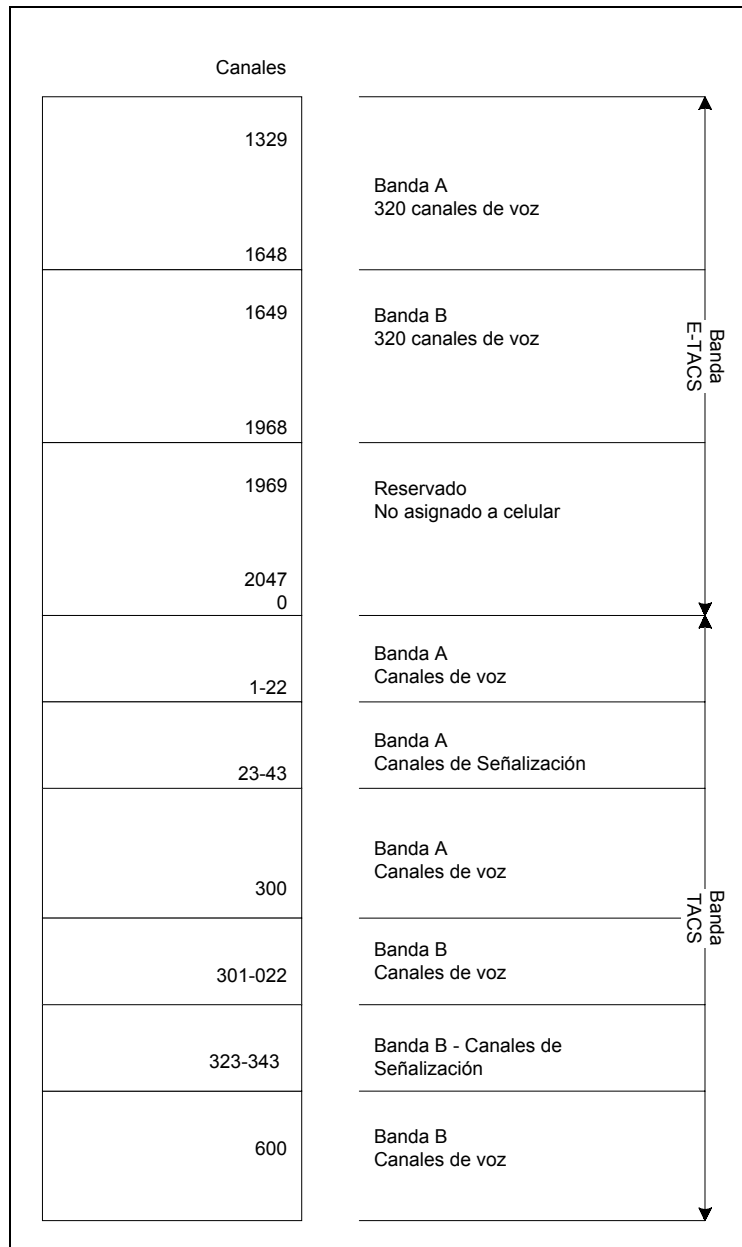 Canales
1329
Banda A
320 canales de voz
1648
1649
Banda B
320 canales de voz
1968
Banda
E-TACS
1969
Reservado
No asignado a celular
2047
0
Banda A
Canales de voz
1-22
Banda A
Canales de Señalización
23-43
Banda A
Canales de voz
300
Banda
TACS
Banda B
Canales de voz
301-022
Banda B - Canales de
Señalización
323-343
Banda B
Canales de voz
600